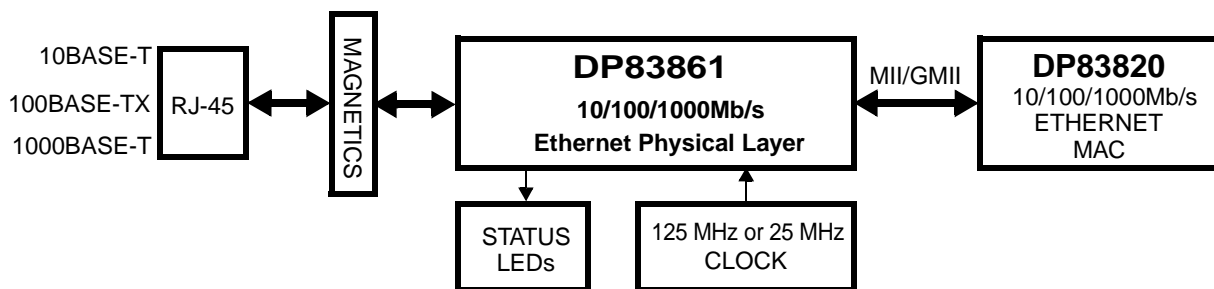 10BASE-T
100BASE-TX
1000BASE-T
RJ-45
MAGNETICS
DP83861
10/100/1000Mb/s
Ethernet Physical Layer
MII/GMII
DP83820
10/100/1000Mb/s
ETHERNET
MAC
STATUS
LEDs
125 MHz or 25 MHz
CLOCK